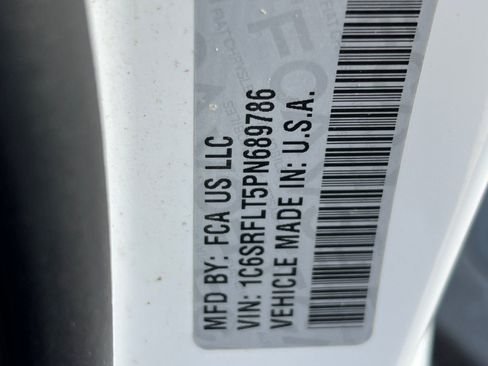 MFD BY: FCA US LLC
VIN: 1C6SRFLT5PN689786
VEHICLE MADE IN: U.S.A.